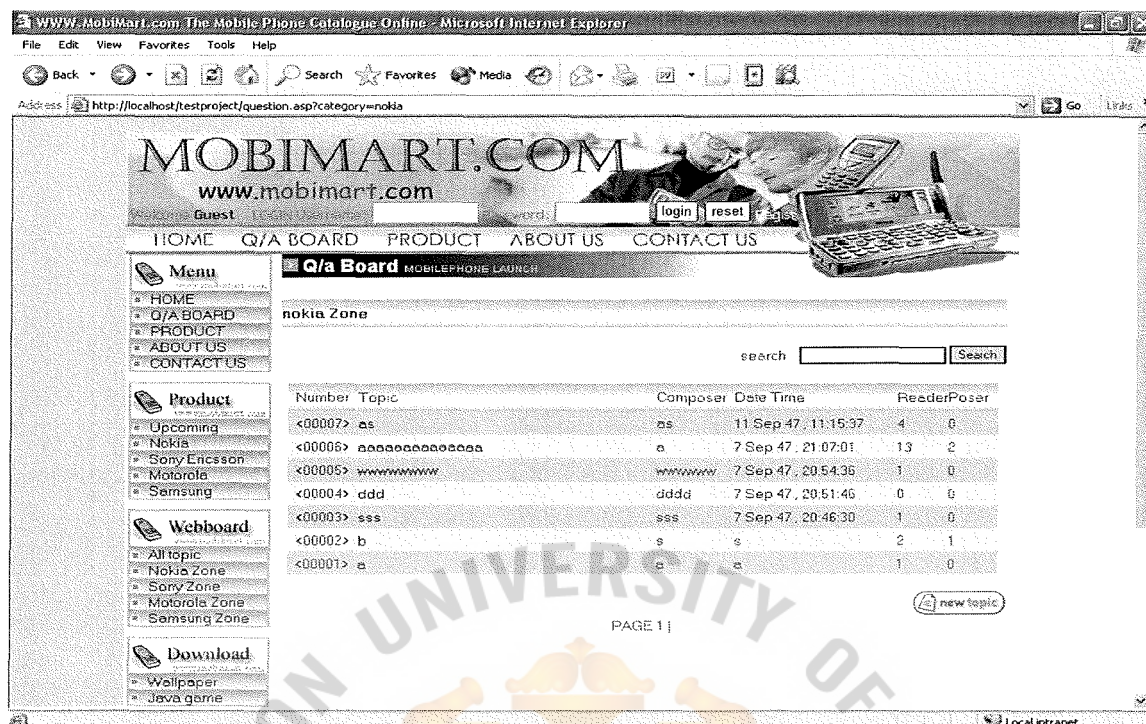 WWW.MobiMart.com The Mobile Phone Catalogue Online - Microsoft Internet Explorer
File Edit View Favorites Tools Help
Back Search Favorites Media
Address http://localhost/testproject/question.asp?category=nokia Go Links
MOBIMART.COM
www.mobimart.com
Welcome Guest login reset
HOME Q/A BOARD PRODUCT ABOUT US CONTACT US
Menu
HOME
Q/A BOARD
PRODUCT
ABOUT US
CONTACT US
Product
Upcoming
Nokia
Sony Ericsson
Motorola
Samsung
Webboard
All topic
Nokia Zone
Sony Zone
Motorola Zone
Samsung Zone
Download
Wallpaper
Java game
Q/a Board MOBILEPHONE LAUNCH
nokia Zone
search Search
Number Topic Composer Date Time ReaderPoser
<00007> as as 11 Sep 47 , 11:15:37 4 0
<00006> aaaaaaaaaaaaaa a 7 Sep 47 , 21:07:01 13 2
<00005> wwwwwwwww wwwwww 7 Sep 47 , 20:54:36 1 0
<00004> ddd dddd 7 Sep 47 , 20:51:46 0 0
<00003> sss sss 7 Sep 47 , 20:46:30 1 0
<00002> b s s 2 1
<00001> a a a 1 0
new topic
PAGE 1 |
Local intranet
ON UNIVERSITY OF